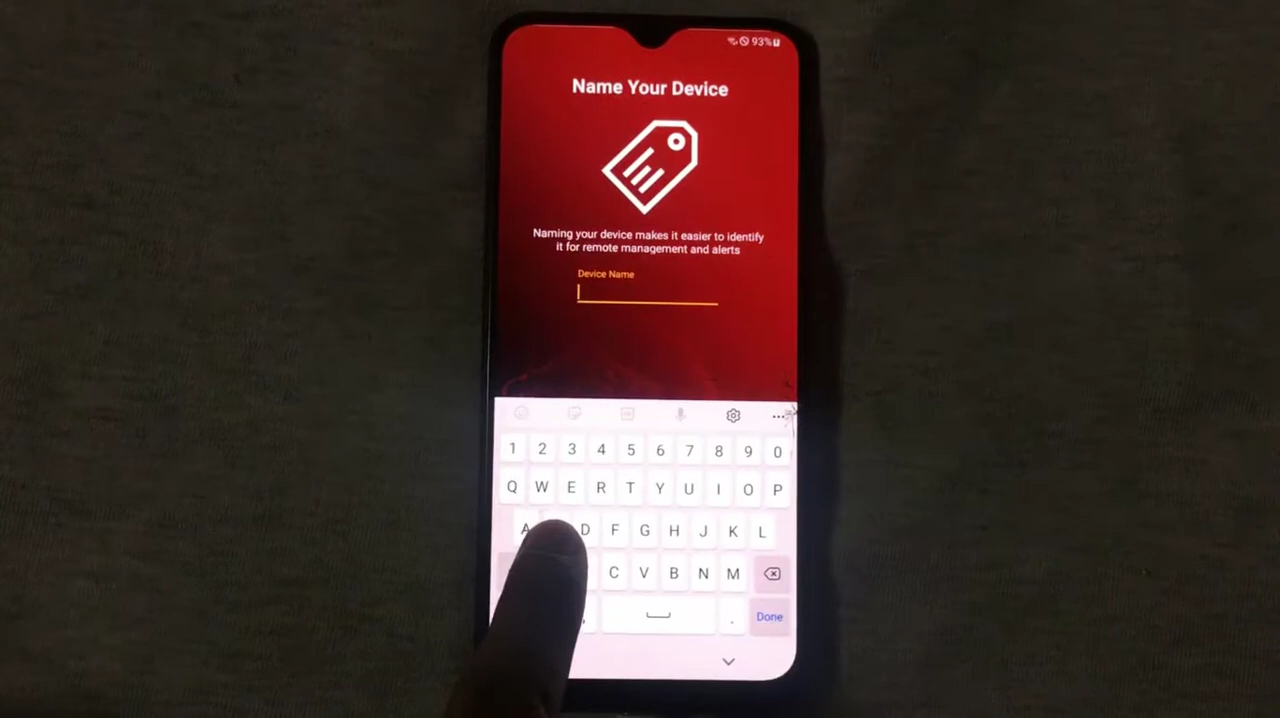 93%
Name Your Device
Naming your device makes it easier to identify
it for remote management and alerts
Device Name
1 2 3 4 5 6 7 8 9 0
Q W E R T Y U I O P
A D F G H J K L
C V B N M
, . Done